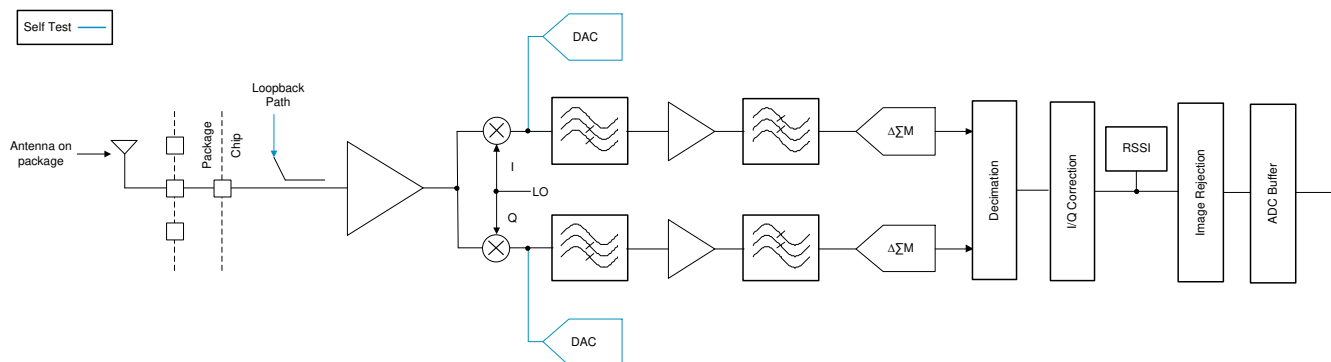 Self Test
DAC
Loopback
Path
Antenna on
package
Package
Chip
I
LO
Q
ΔΣM
ΔΣM
Decimation
I/Q Correction
RSSI
Image Rejection
ADC Buffer
DAC